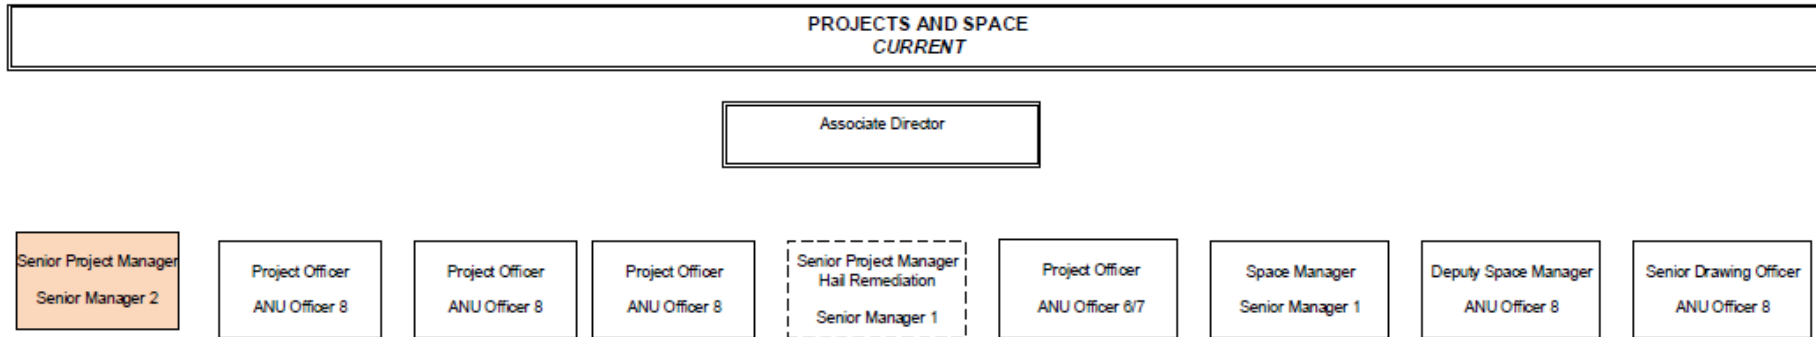 PROJECTS AND SPACE
CURRENT
Associate Director
Senior Project Manager
Senior Manager 2
Project Officer
ANU Officer 8
Project Officer
ANU Officer 8
Project Officer
ANU Officer 8
Senior Project Manager
Hail Remediation
Senior Manager 1
Project Officer
ANU Officer 6/7
Space Manager
Senior Manager 1
Deputy Space Manager
ANU Officer 8
Senior Drawing Officer
ANU Officer 8